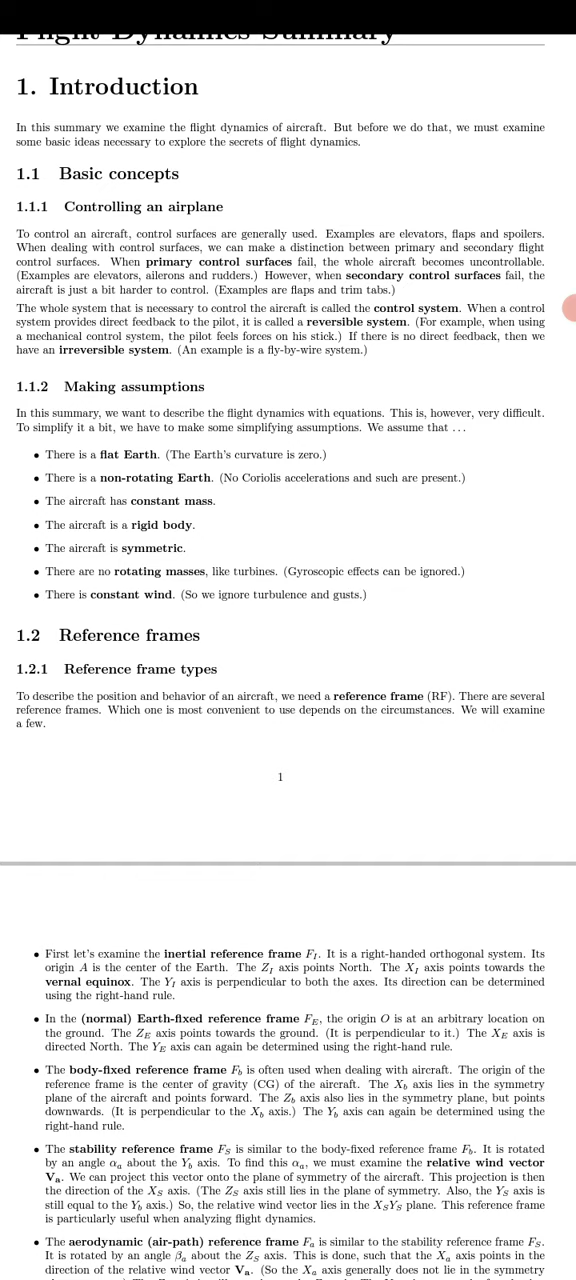 Flight Dynamics Summary
1. Introduction
In this summary we examine the flight dynamics of aircraft. But before we do that, we must examine
some basic ideas necessary to explore the secrets of flight dynamics.
1.1 Basic concepts
1.1.1 Controlling an airplane
To control an aircraft, control surfaces are generally used. Examples are elevators, flaps and spoilers.
When dealing with control surfaces, we can make a distinction between primary and secondary flight
control surfaces. When primary control surfaces fail, the whole aircraft becomes uncontrollable.
(Examples are elevators, ailerons and rudders.) However, when secondary control surfaces fail, the
aircraft is just a bit harder to control. (Examples are flaps and trim tabs.)
The whole system that is necessary to control the aircraft is called the control system. When a control
system provides direct feedback to the pilot, it is called a reversible system. (For example, when using
a mechanical control system, the pilot feels forces on his stick.) If there is no direct feedback, then we
have an irreversible system. (An example is a fly-by-wire system.)
1.1.2 Making assumptions
In this summary, we want to describe the flight dynamics with equations. This is, however, very difficult.
To simplify it a bit, we have to make some simplifying assumptions. We assume that ...
• There is a flat Earth. (The Earth's curvature is zero.)
• There is a non-rotating Earth. (No Coriolis accelerations and such are present.)
• The aircraft has constant mass.
• The aircraft is a rigid body.
• The aircraft is symmetric.
• There are no rotating masses, like turbines. (Gyroscopic effects can be ignored.)
• There is constant wind. (So we ignore turbulence and gusts.)
1.2 Reference frames
1.2.1 Reference frame types
To describe the position and behavior of an aircraft, we need a reference frame (RF). There are several
reference frames. Which one is most convenient to use depends on the circumstances. We will examine
a few.
1
• First let's examine the inertial reference frame F_I. It is a right-handed orthogonal system. Its
origin A is the center of the Earth. The Z_I axis points North. The X_I axis points towards the
vernal equinox. The Y_I axis is perpendicular to both the axes. Its direction can be determined
using the right-hand rule.
• In the (normal) Earth-fixed reference frame F_E, the origin O is at an arbitrary location on
the ground. The Z_E axis points towards the ground. (It is perpendicular to it.) The X_E axis is
directed North. The Y_E axis can again be determined using the right-hand rule.
• The body-fixed reference frame F_b is often used when dealing with aircraft. The origin of the
reference frame is the center of gravity (CG) of the aircraft. The X_b axis lies in the symmetry
plane of the aircraft and points forward. The Z_b axis also lies in the symmetry plane, but points
downwards. (It is perpendicular to the X_b axis.) The Y_b axis can again be determined using the
right-hand rule.
• The stability reference frame F_S is similar to the body-fixed reference frame F_b. It is rotated
by an angle α_a about the Y_b axis. To find this α_a, we must examine the relative wind vector
V_a. We can project this vector onto the plane of symmetry of the aircraft. This projection is then
the direction of the X_S axis. (The Z_S axis still lies in the plane of symmetry. Also, the Y_S axis is
still equal to the Y_b axis.) So, the relative wind vector lies in the X_S Y_S plane. This reference frame
is particularly useful when analyzing flight dynamics.
• The aerodynamic (air-path) reference frame F_a is similar to the stability reference frame F_S.
It is rotated by an angle β_a about the Z_S axis. This is done, such that the X_a axis points in the
direction of the relative wind vector V_a. (So the X_a axis generally does not lie in the symmetry